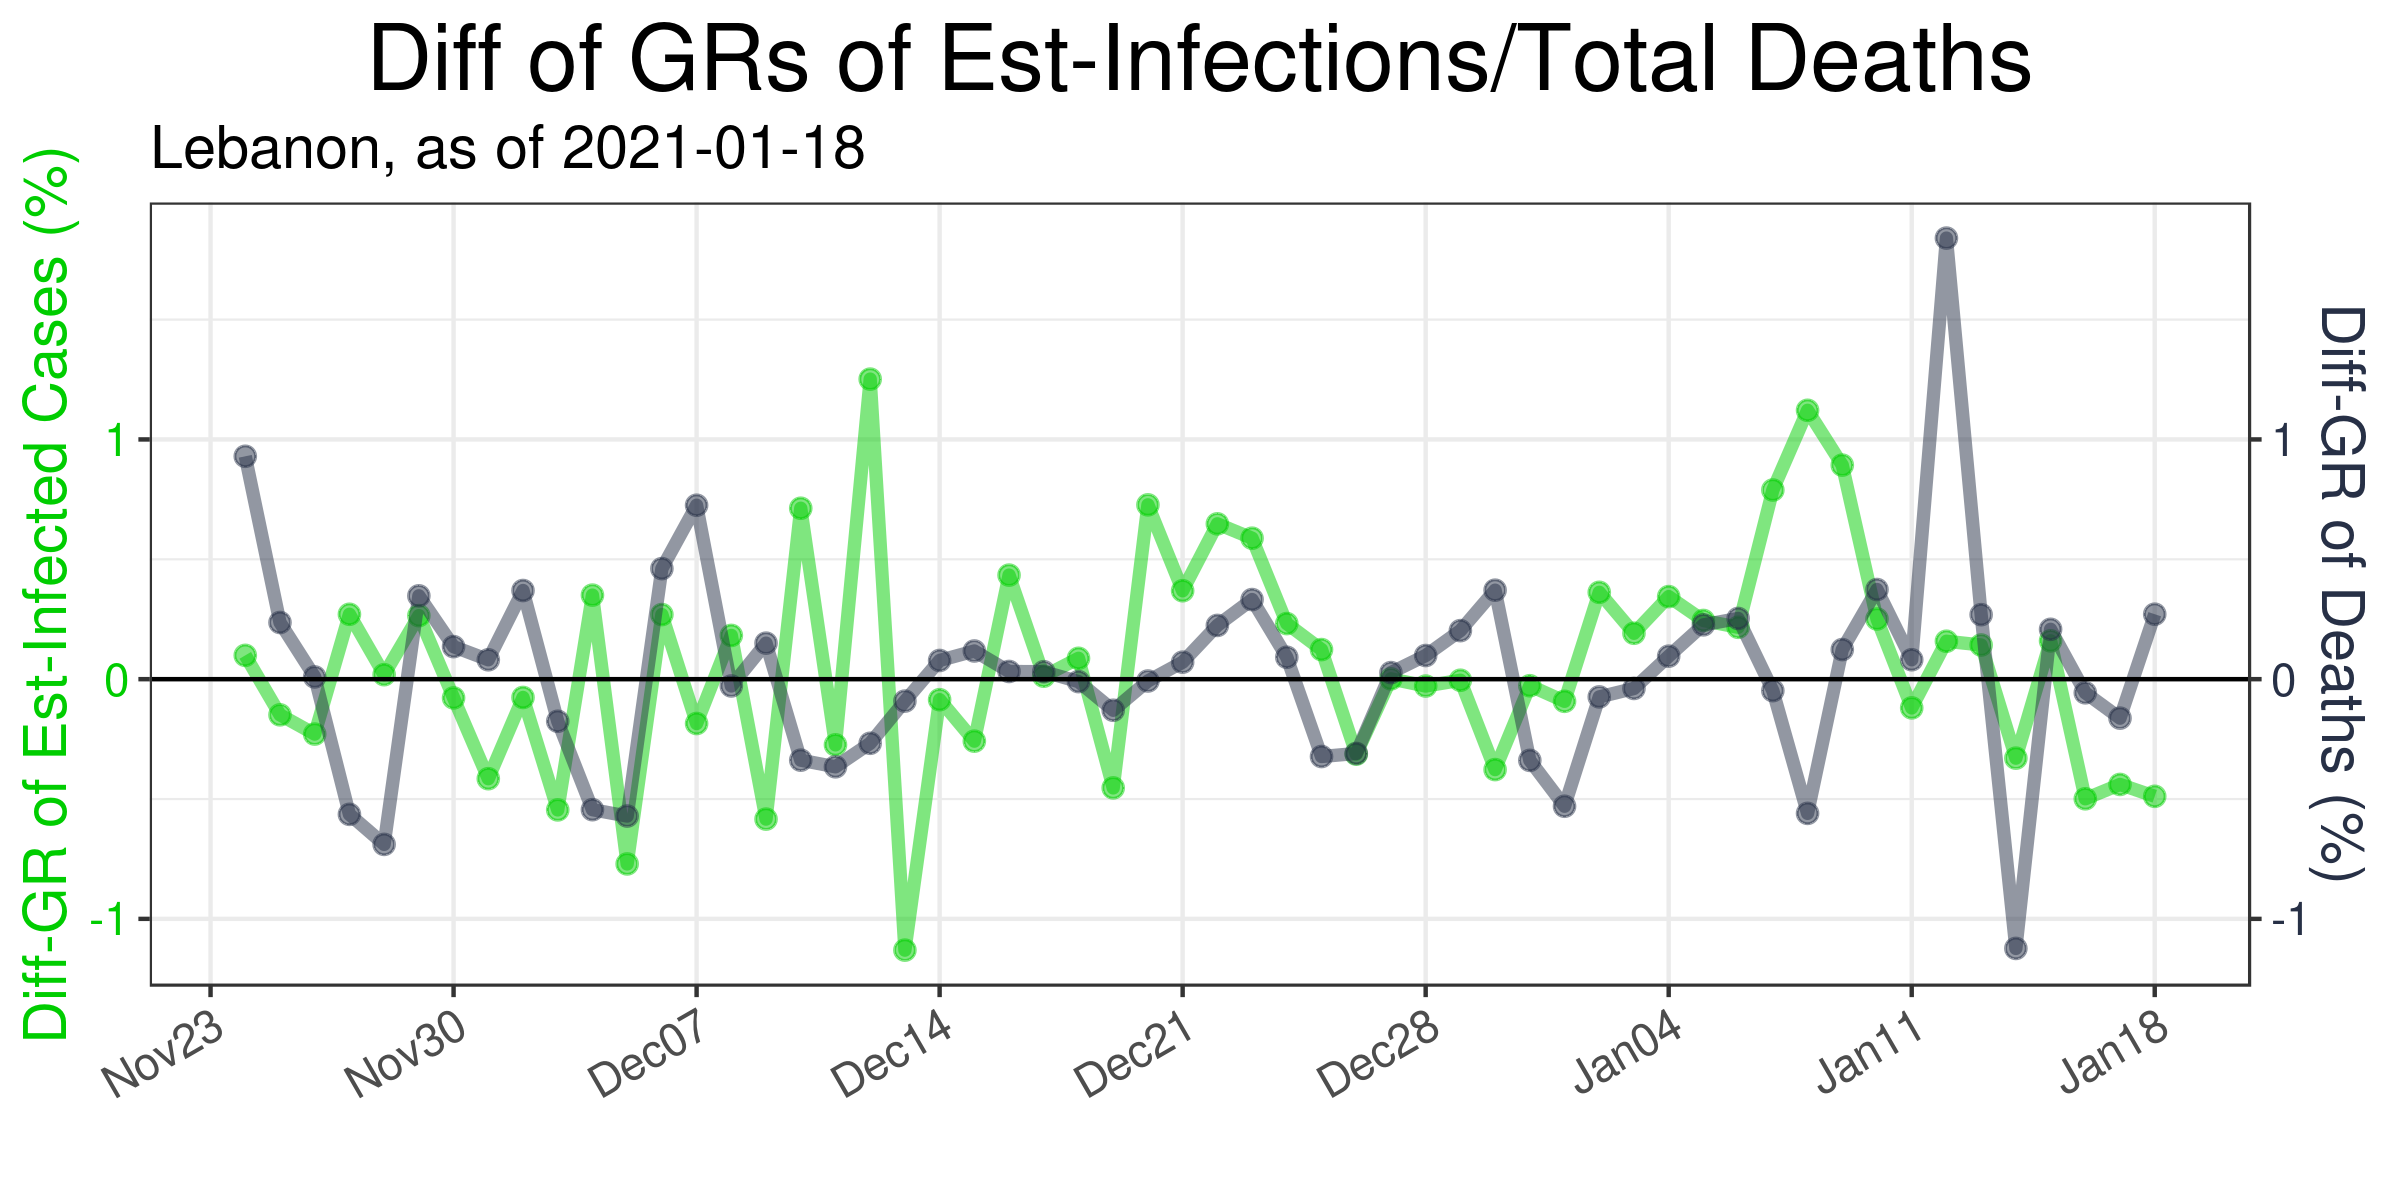 Diff of GRs of Est-Infections/Total Deaths
Lebanon, as of 2021-01-18
Diff-GR of Est-Infected Cases (%)
1
0
-1
1
0
-1
Diff-GR of Deaths (%)
Nov23
Nov30
Dec07
Dec14
Dec21
Dec28
Jan04
Jan11
Jan18